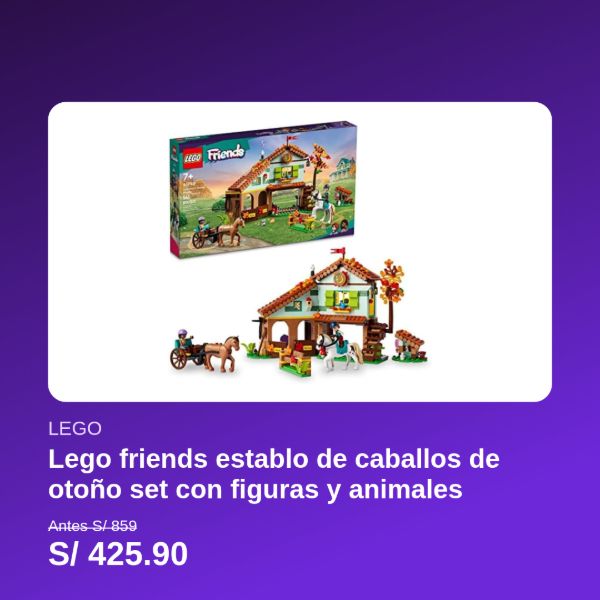 LEGO Friends
7+
LEGO
Lego friends establo de caballos de
otoño set con figuras y animales
Antes S/ 859
S/ 425.90